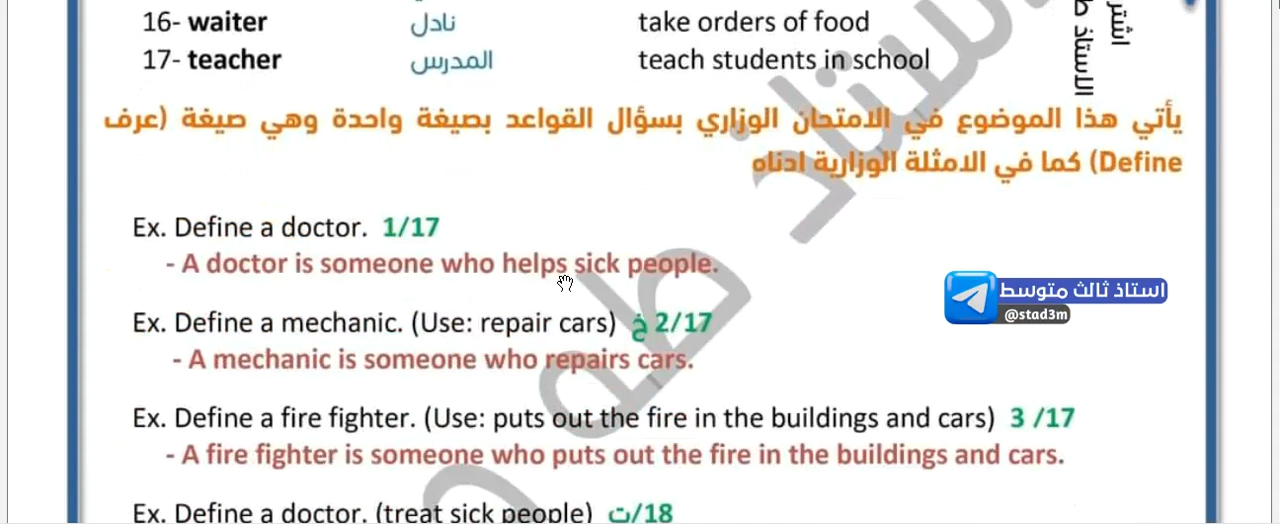 16- waiter نادل take orders of food
17- teacher المدرس teach students in school
يأتي هذا الموضوع في الامتحان الوزاري بسؤال القواعد بصيغة واحدة وهي صيغة (عرف
Define) كما في الامثلة الوزارية ادناه
Ex. Define a doctor. 1/17
- A doctor is someone who helps sick people.
Ex. Define a mechanic. (Use: repair cars) 2/17 خ
- A mechanic is someone who repairs cars.
Ex. Define a fire fighter. (Use: puts out the fire in the buildings and cars) 3 /17
- A fire fighter is someone who puts out the fire in the buildings and cars.
Ex. Define a doctor. (treat sick people) 18/ت
استاذ ثالث متوسط
@stad3m